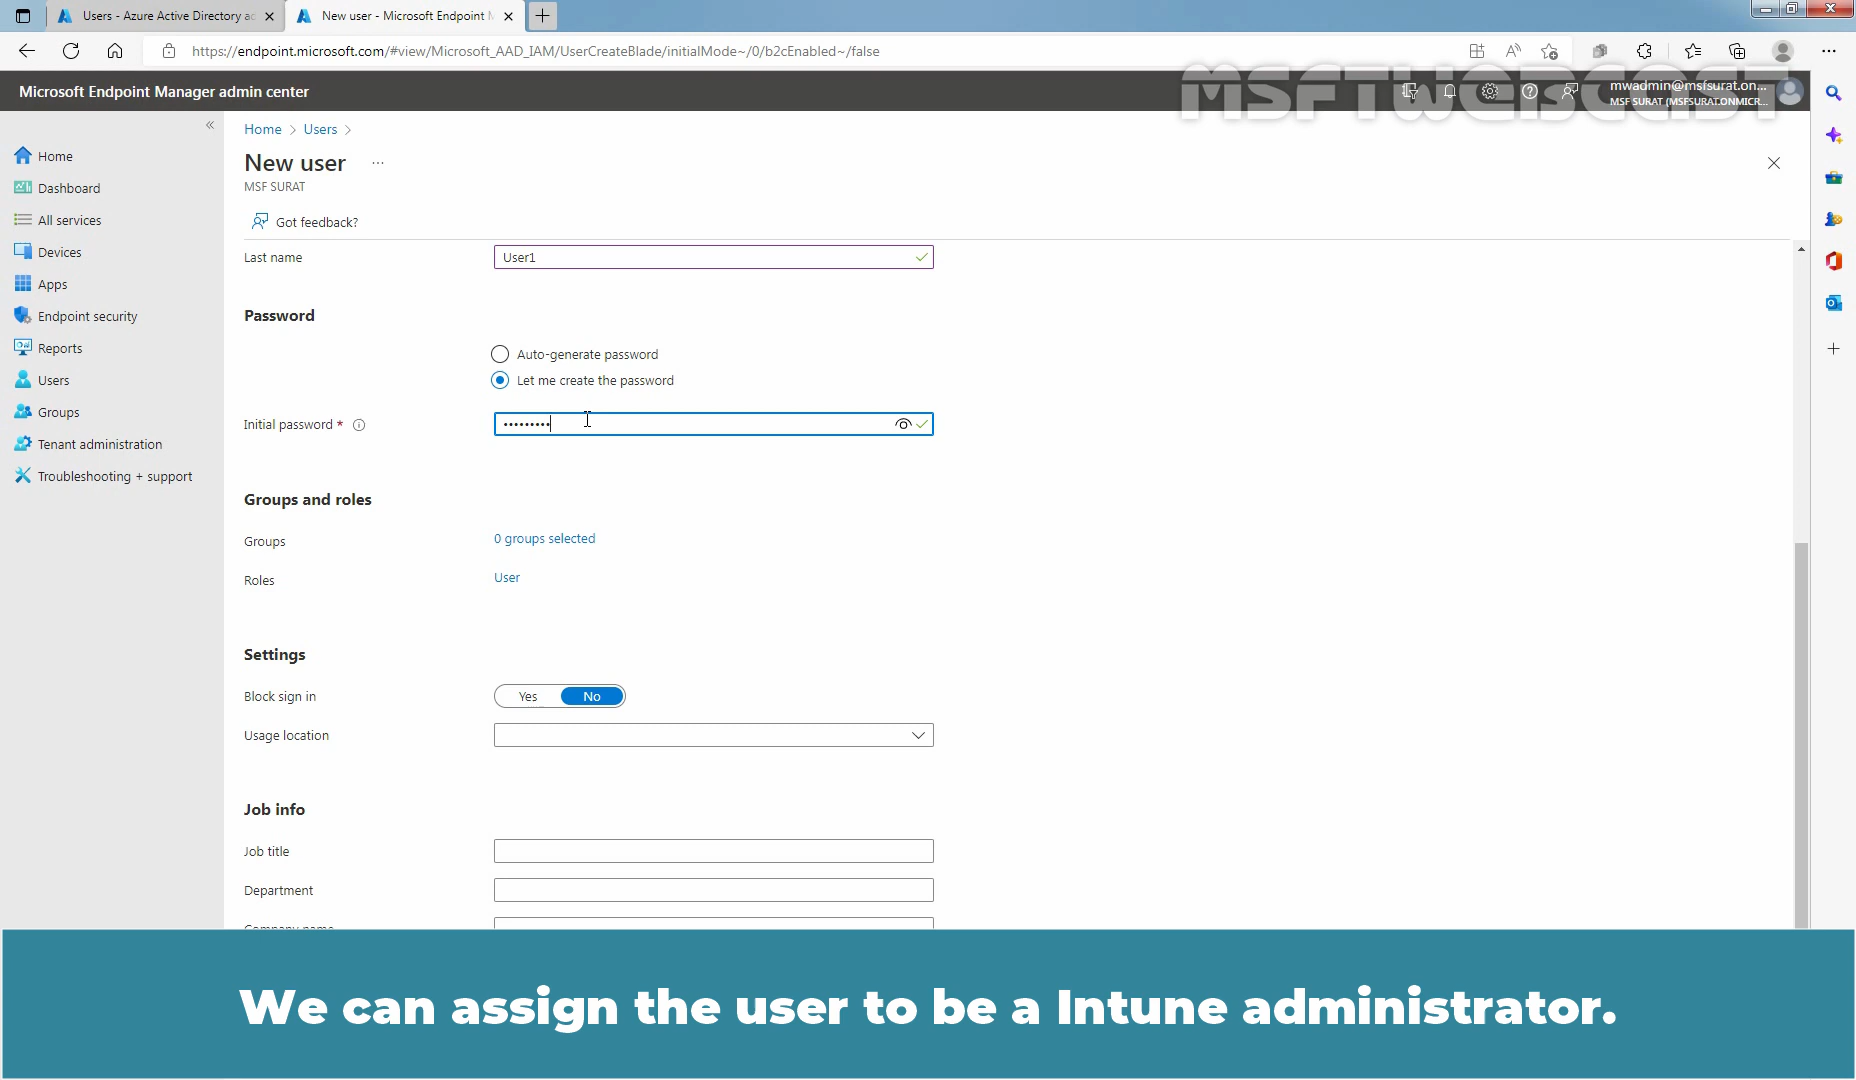 Users - Azure Active Directory ad
New user - Microsoft Endpoint M
https://endpoint.microsoft.com/#view/Microsoft_AAD_IAM/UserCreateBlade/initialMode~/0/b2cEnabled~/false
MSFTWEBCAST
Microsoft Endpoint Manager admin center
mwadmin@msfsurat.on...
MSF SURAT (MSFSURAT.ONMICR...
Home > Users >
New user ...
MSF SURAT
Got feedback?
Home
Dashboard
All services
Devices
Apps
Endpoint security
Reports
Users
Groups
Tenant administration
Troubleshooting + support
Last name
User1
Password
Auto-generate password
Let me create the password
Initial password *
•••••••••
Groups and roles
Groups
0 groups selected
Roles
User
Settings
Block sign in
Yes
No
Usage location
Job info
Job title
Department
Company name
We can assign the user to be a Intune administrator.